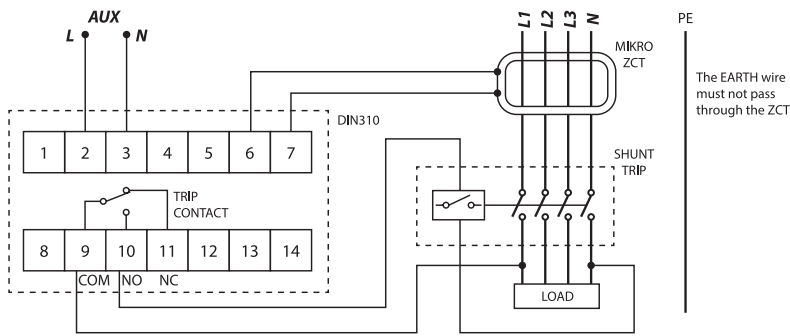 AUX
L N
L1 L2 L3 N
PE
MIKRO
ZCT
The EARTH wire
must not pass
through the ZCT
DIN310
1 2 3 4 5 6 7
SHUNT
TRIP
TRIP
CONTACT
8 9 10 11 12 13 14
COM NO NC
LOAD